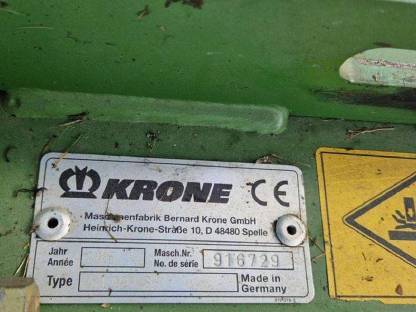 KRONE CE
Maschinenfabrik Bernard Krone GmbH
Heinrich-Krone-Straße 10, D 48480 Spelle
Jahr
Année
Masch.Nr.
No. de série
916729
Type
Made in
Germany